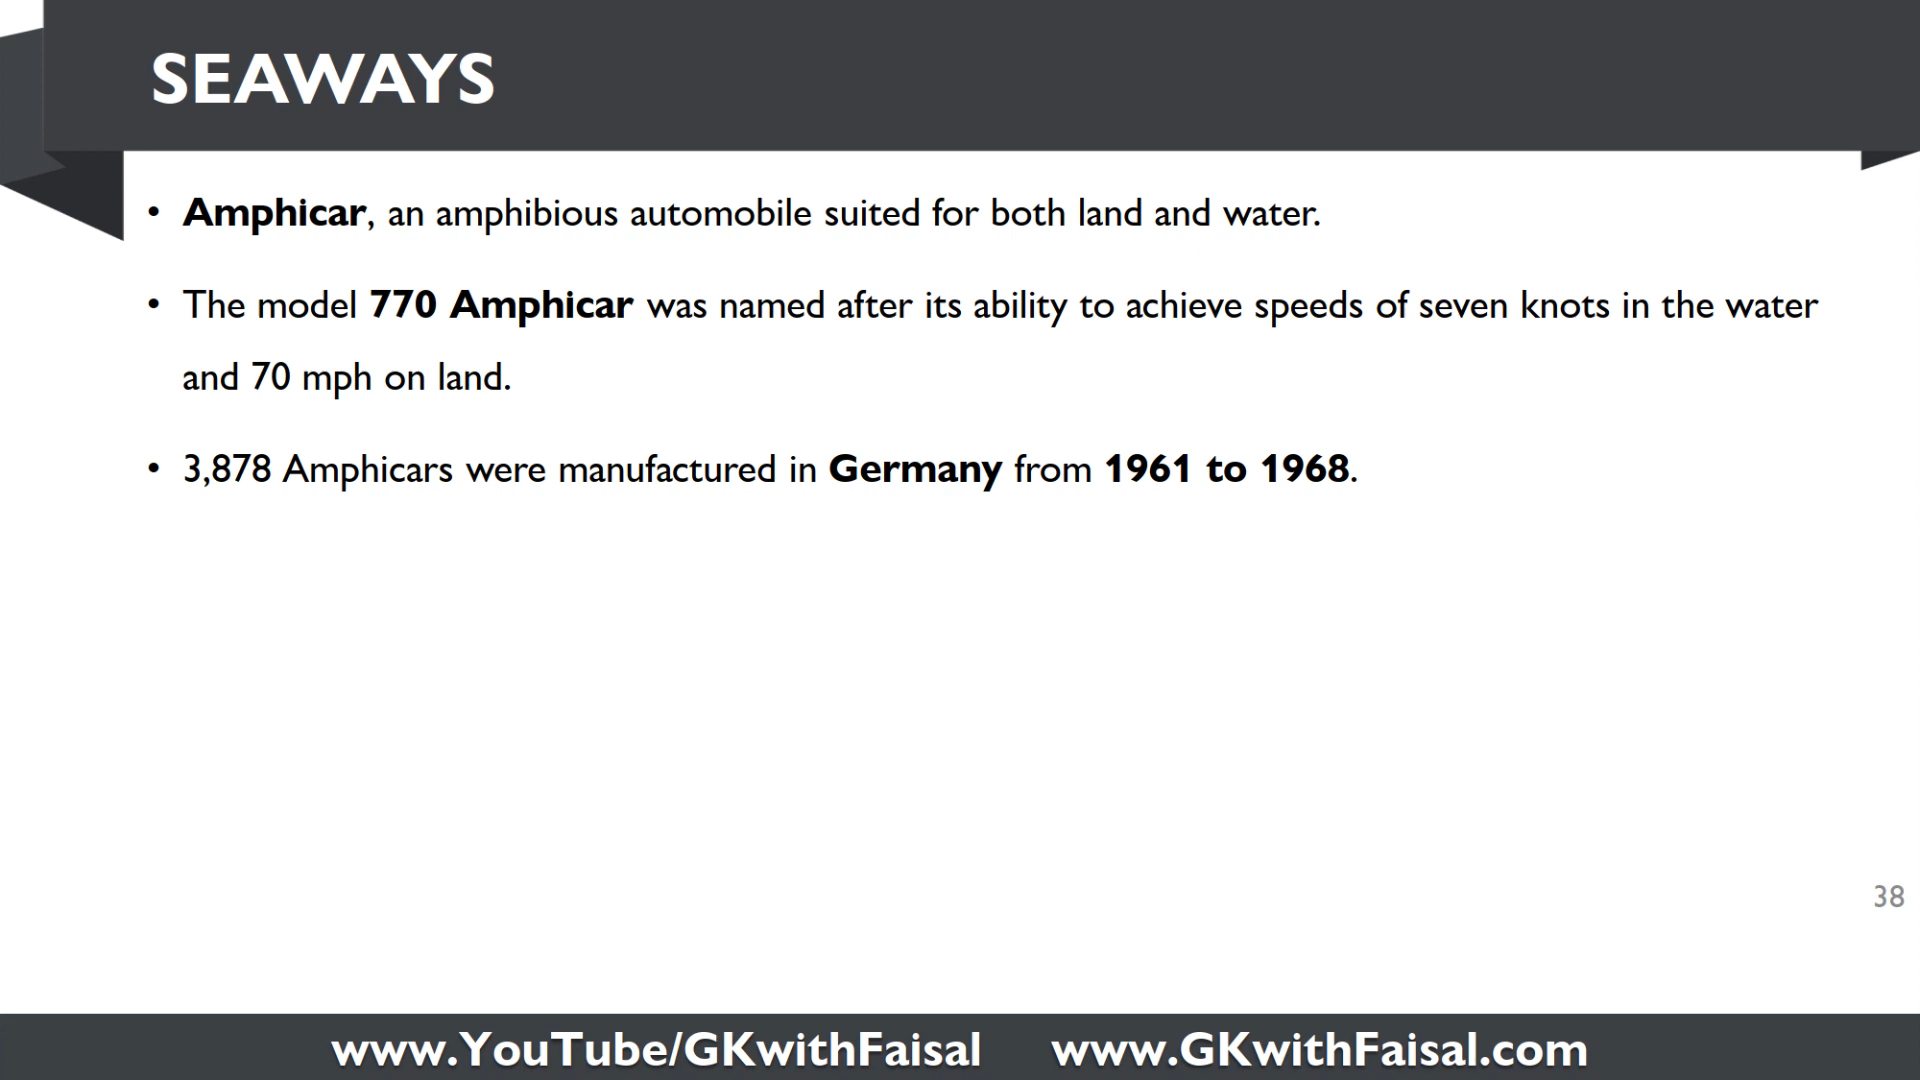 SEAWAYS
• Amphicar, an amphibious automobile suited for both land and water.
• The model 770 Amphicar was named after its ability to achieve speeds of seven knots in the water
and 70 mph on land.
• 3,878 Amphicars were manufactured in Germany from 1961 to 1968.
38
www.YouTube/GKwithFaisal www.GKwithFaisal.com